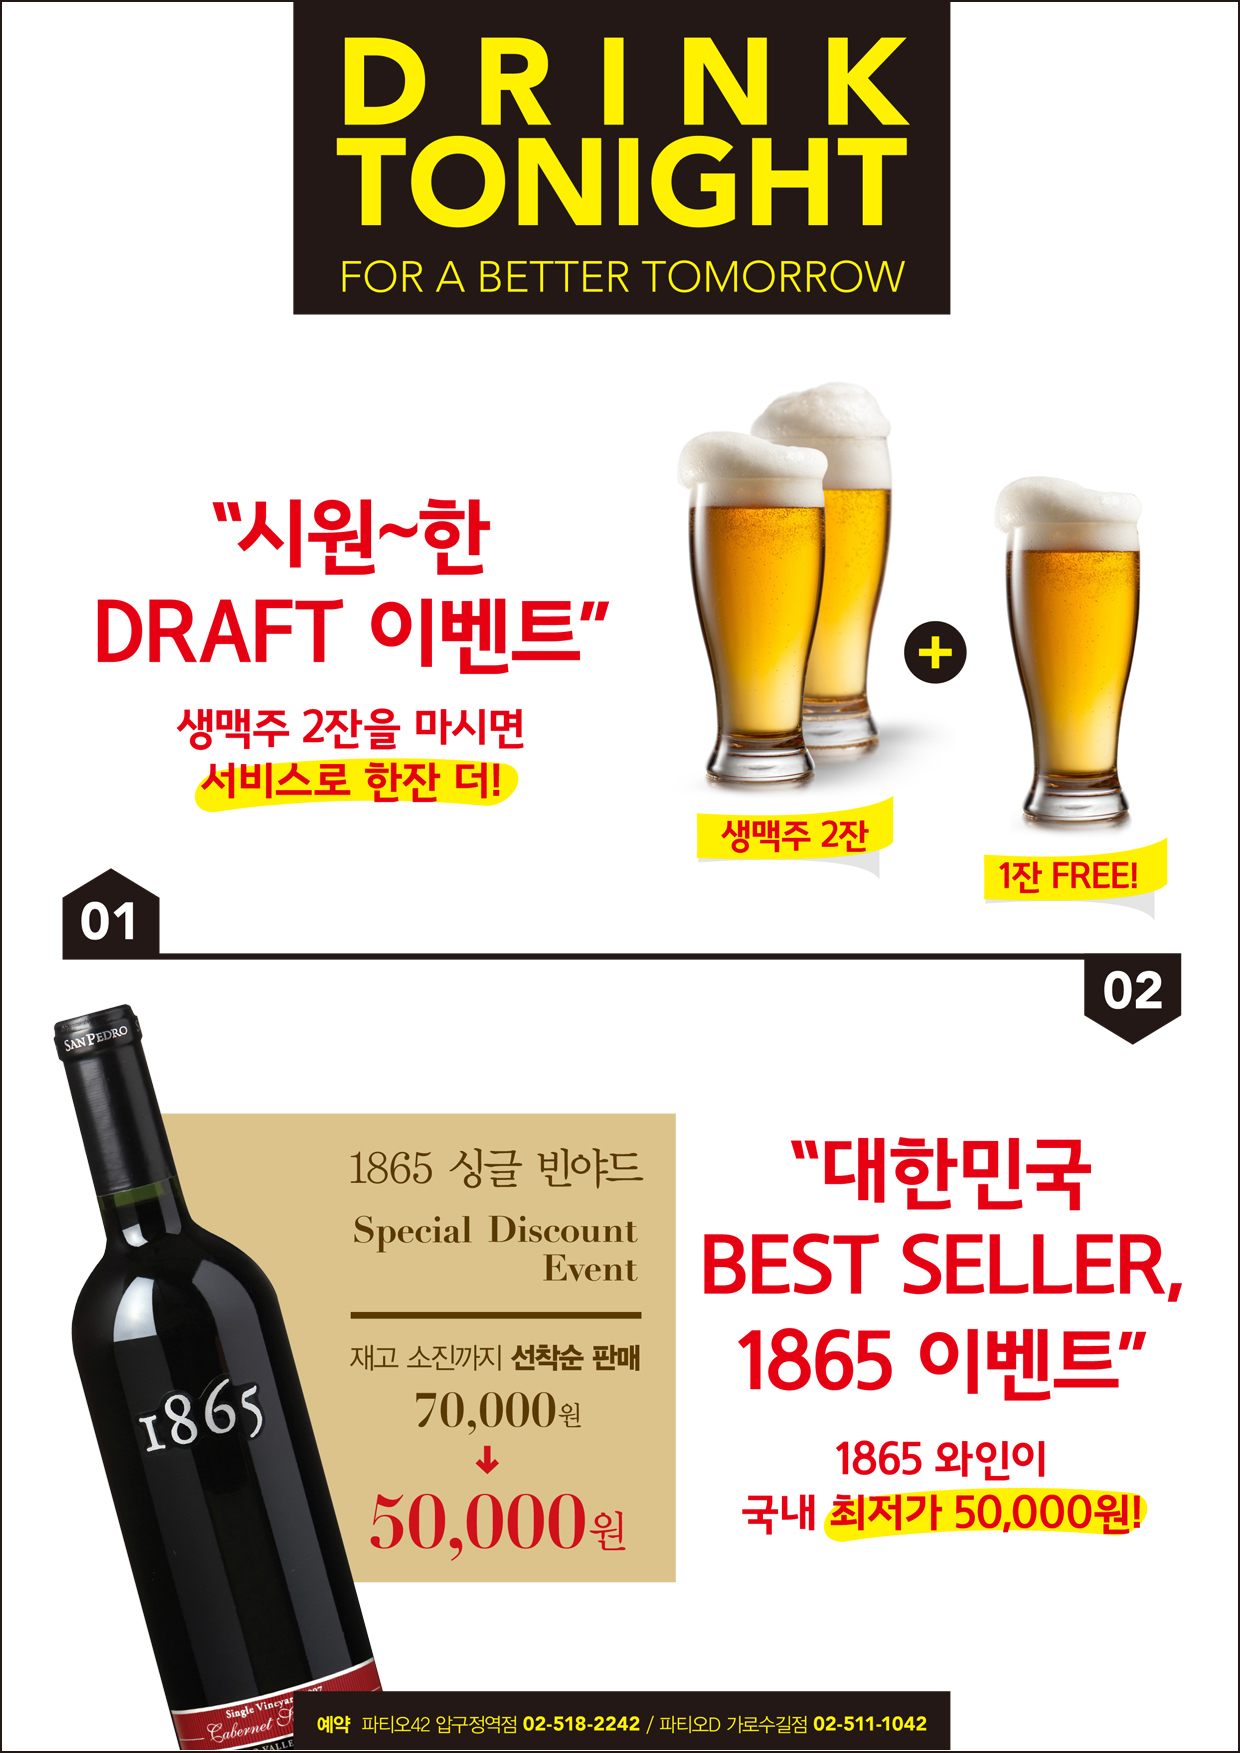 DRINK
TONIGHT
FOR A BETTER TOMORROW
“시원~한
DRAFT 이벤트”
생맥주 2잔을 마시면
서비스로 한잔 더!
생맥주 2잔
+
1잔 FREE!
01
02
SAN PEDRO
1865
Single Vineyard
Cabernet
1865 싱글 빈야드
Special Discount
Event
재고 소진까지 선착순 판매
70,000원
50,000원
“대한민국
BEST SELLER,
1865 이벤트”
1865 와인이
국내 최저가 50,000원!
예약 파티오42 압구정역점 02-518-2242 / 파티오D 가로수길점 02-511-1042